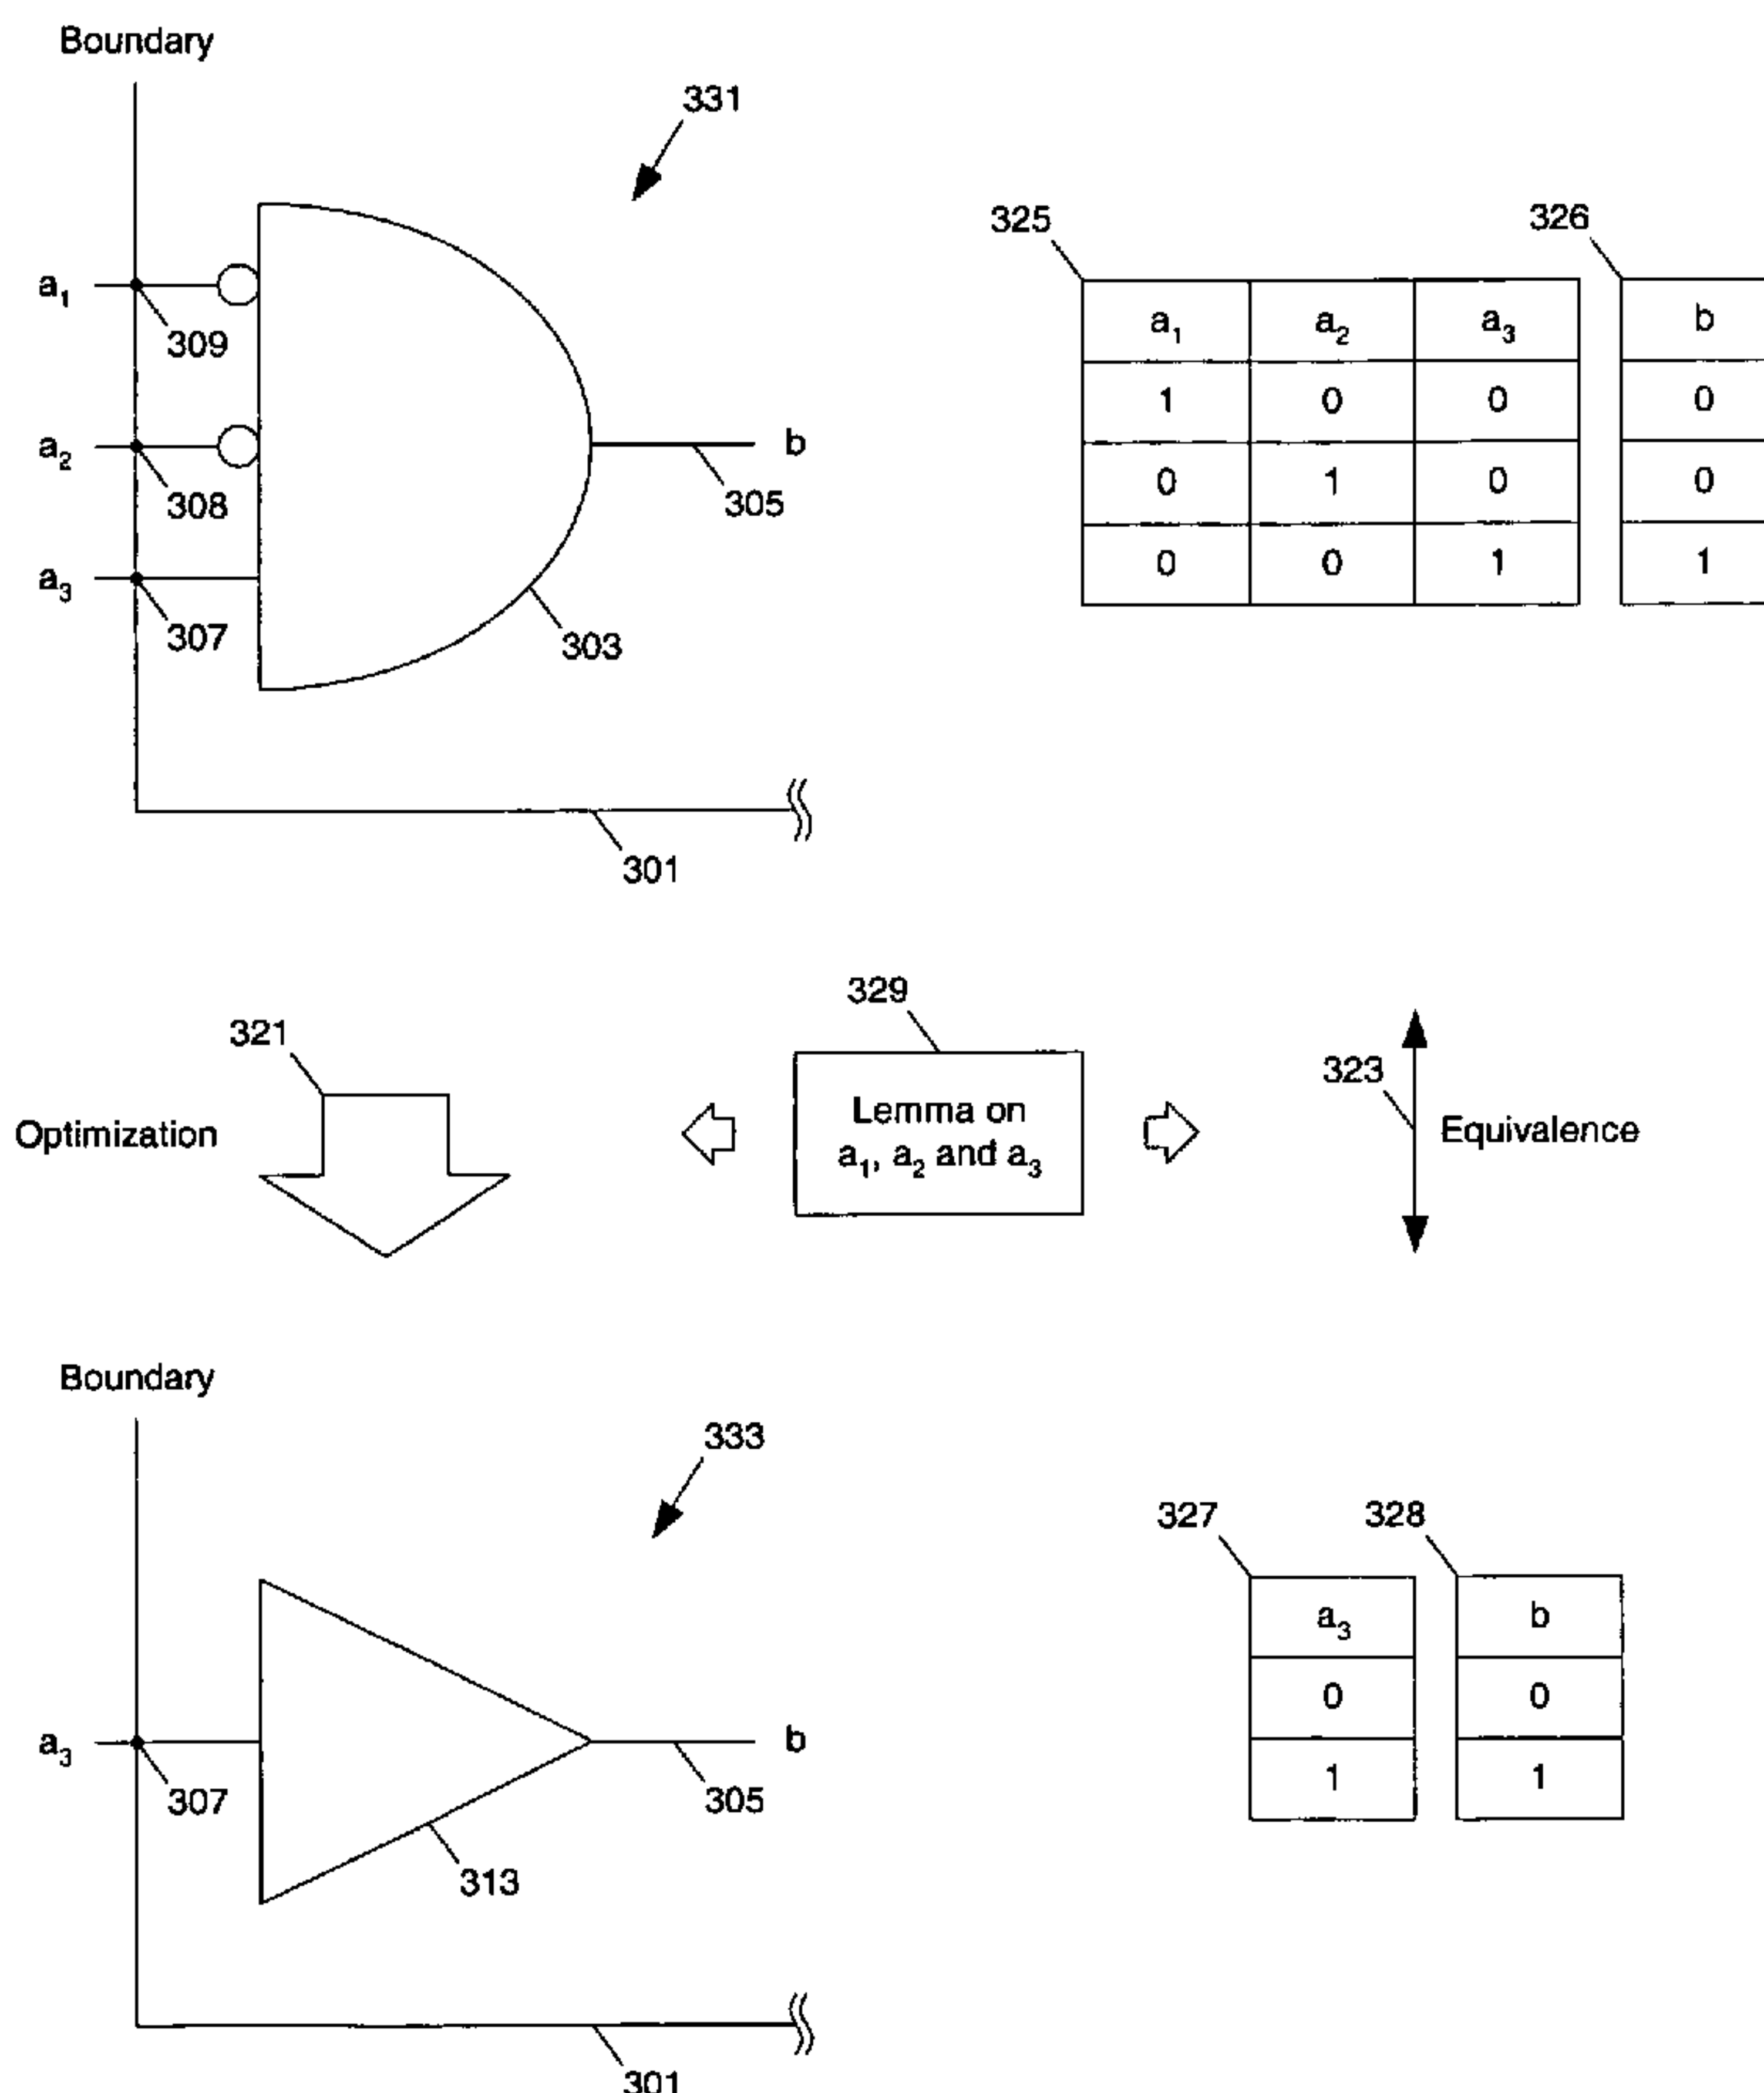 Boundary
331
325
326
a₁
309
a₂
308
a₃
307
b
305
303
301
a₁ a₂ a₃ b
1 0 0 0
0 1 0 0
0 0 1 1
321
Optimization
329
Lemma on
a₁, a₂ and a₃
323
Equivalence
Boundary
333
327
328
a₃
307
b
305
313
301
a₃ b
0 0
1 1